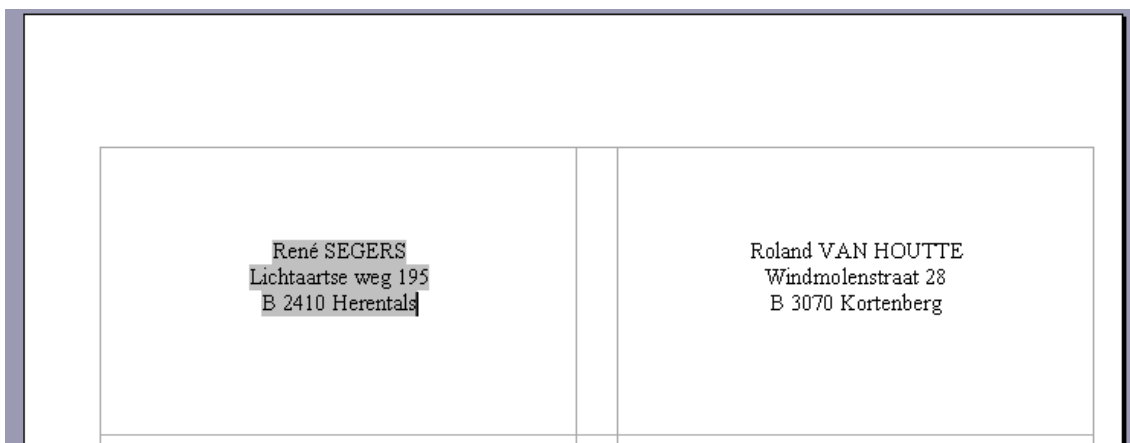 René SEGERS
Lichtaartse weg 195
B 2410 Herentals
Roland VAN HOUTTE
Windmolenstraat 28
B 3070 Kortenberg